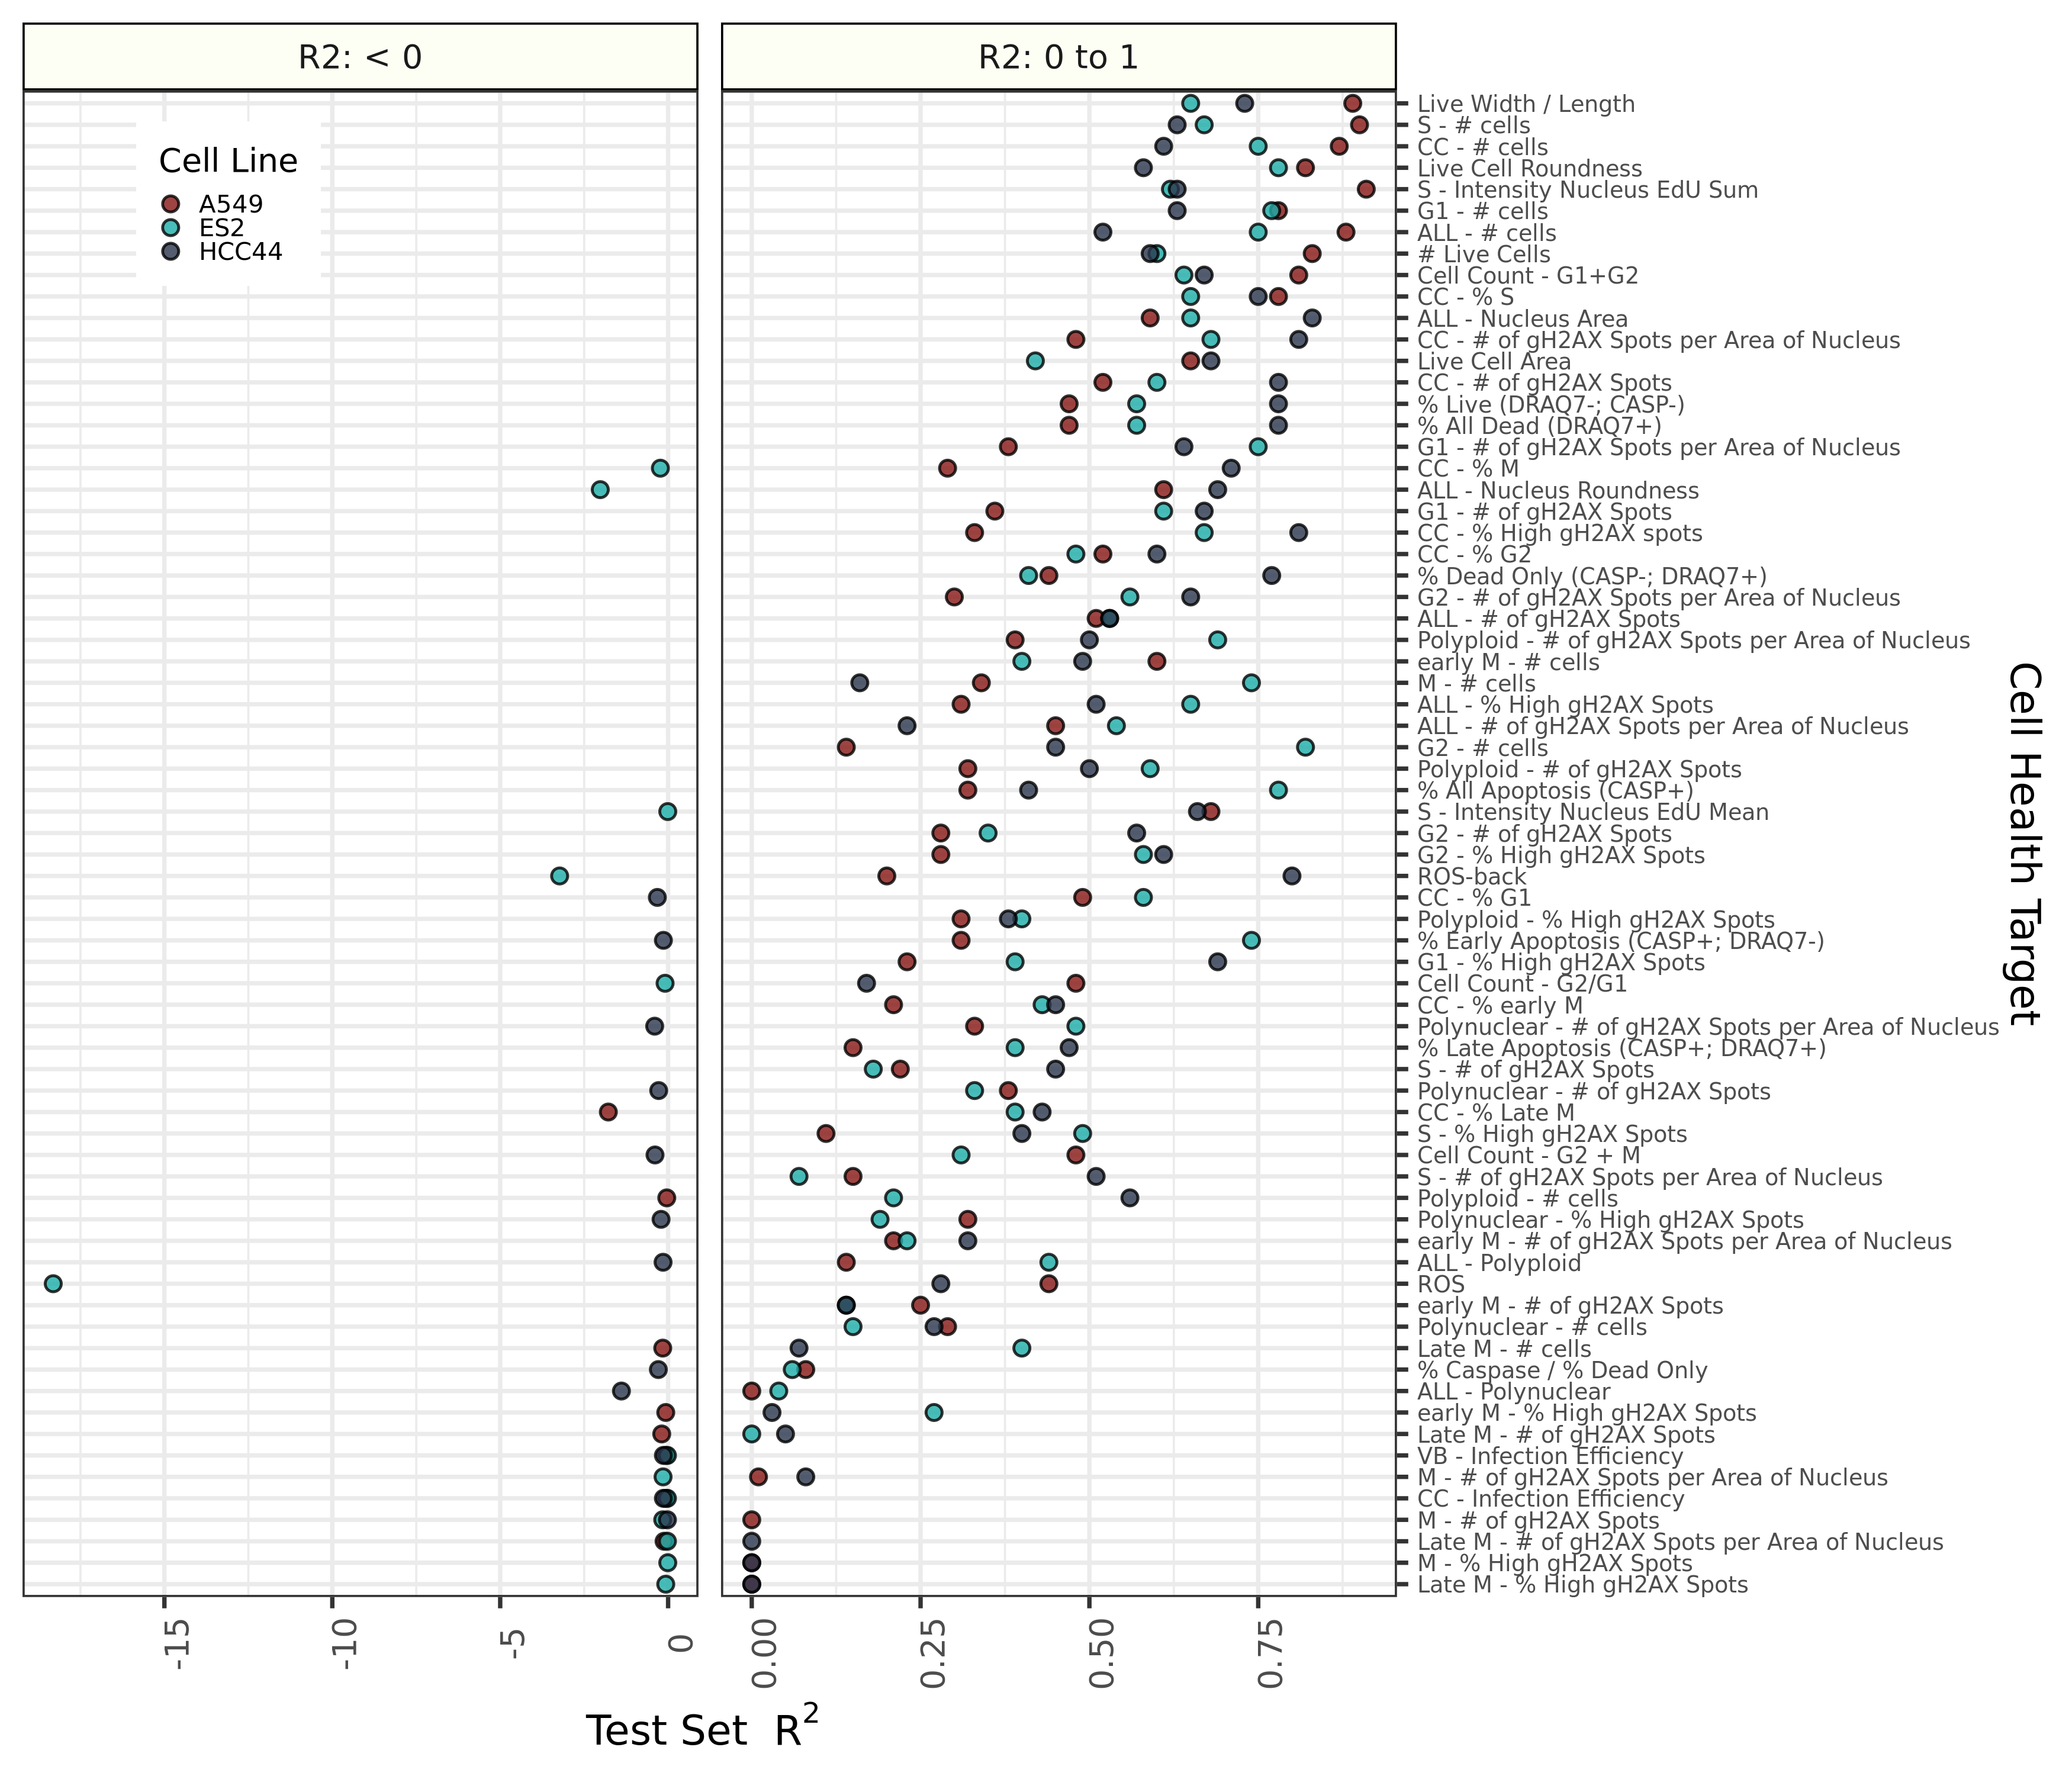 R2: < 0
R2: 0 to 1
Cell Line
A549
ES2
HCC44
Live Width / Length
S - # cells
CC - # cells
Live Cell Roundness
S - Intensity Nucleus EdU Sum
G1 - # cells
ALL - # cells
# Live Cells
Cell Count - G1+G2
CC - % S
ALL - Nucleus Area
CC - # of gH2AX Spots per Area of Nucleus
Live Cell Area
CC - # of gH2AX Spots
% Live (DRAQ7-; CASP-)
% All Dead (DRAQ7+)
G1 - # of gH2AX Spots per Area of Nucleus
CC - % M
ALL - Nucleus Roundness
G1 - # of gH2AX Spots
CC - % High gH2AX spots
CC - % G2
% Dead Only (CASP-; DRAQ7+)
G2 - # of gH2AX Spots per Area of Nucleus
ALL - # of gH2AX Spots
Polyploid - # of gH2AX Spots per Area of Nucleus
early M - # cells
M - # cells
ALL - % High gH2AX Spots
ALL - # of gH2AX Spots per Area of Nucleus
G2 - # cells
Polyploid - # of gH2AX Spots
% All Apoptosis (CASP+)
S - Intensity Nucleus EdU Mean
G2 - # of gH2AX Spots
G2 - % High gH2AX Spots
ROS-back
CC - % G1
Polyploid - % High gH2AX Spots
% Early Apoptosis (CASP+; DRAQ7-)
G1 - % High gH2AX Spots
Cell Count - G2/G1
CC - % early M
Polynuclear - # of gH2AX Spots per Area of Nucleus
% Late Apoptosis (CASP+; DRAQ7+)
S - # of gH2AX Spots
Polynuclear - # of gH2AX Spots
CC - % Late M
S - % High gH2AX Spots
Cell Count - G2 + M
S - # of gH2AX Spots per Area of Nucleus
Polyploid - # cells
Polynuclear - % High gH2AX Spots
early M - # of gH2AX Spots per Area of Nucleus
ALL - Polyploid
ROS
early M - # of gH2AX Spots
Polynuclear - # cells
Late M - # cells
% Caspase / % Dead Only
ALL - Polynuclear
early M - % High gH2AX Spots
Late M - # of gH2AX Spots
VB - Infection Efficiency
M - # of gH2AX Spots per Area of Nucleus
CC - Infection Efficiency
M - # of gH2AX Spots
Late M - # of gH2AX Spots per Area of Nucleus
M - % High gH2AX Spots
Late M - % High gH2AX Spots
Cell Health Target
-15
-10
-5
0
0.00
0.25
0.50
0.75
Test Set R²